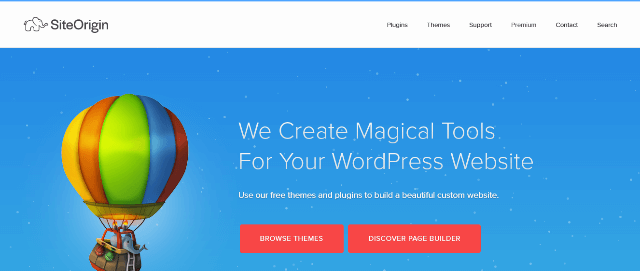 SiteOrigin
Plugins Themes Support Premium Contact Search
We Create Magical Tools
For Your WordPress Website
Use our free themes and plugins to build a beautiful custom website.
BROWSE THEMES DISCOVER PAGE BUILDER